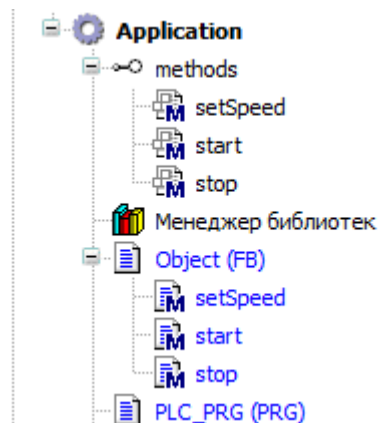 Application
methods
setSpeed
start
stop
Менеджер библиотек
Object (FB)
setSpeed
start
stop
PLC_PRG (PRG)